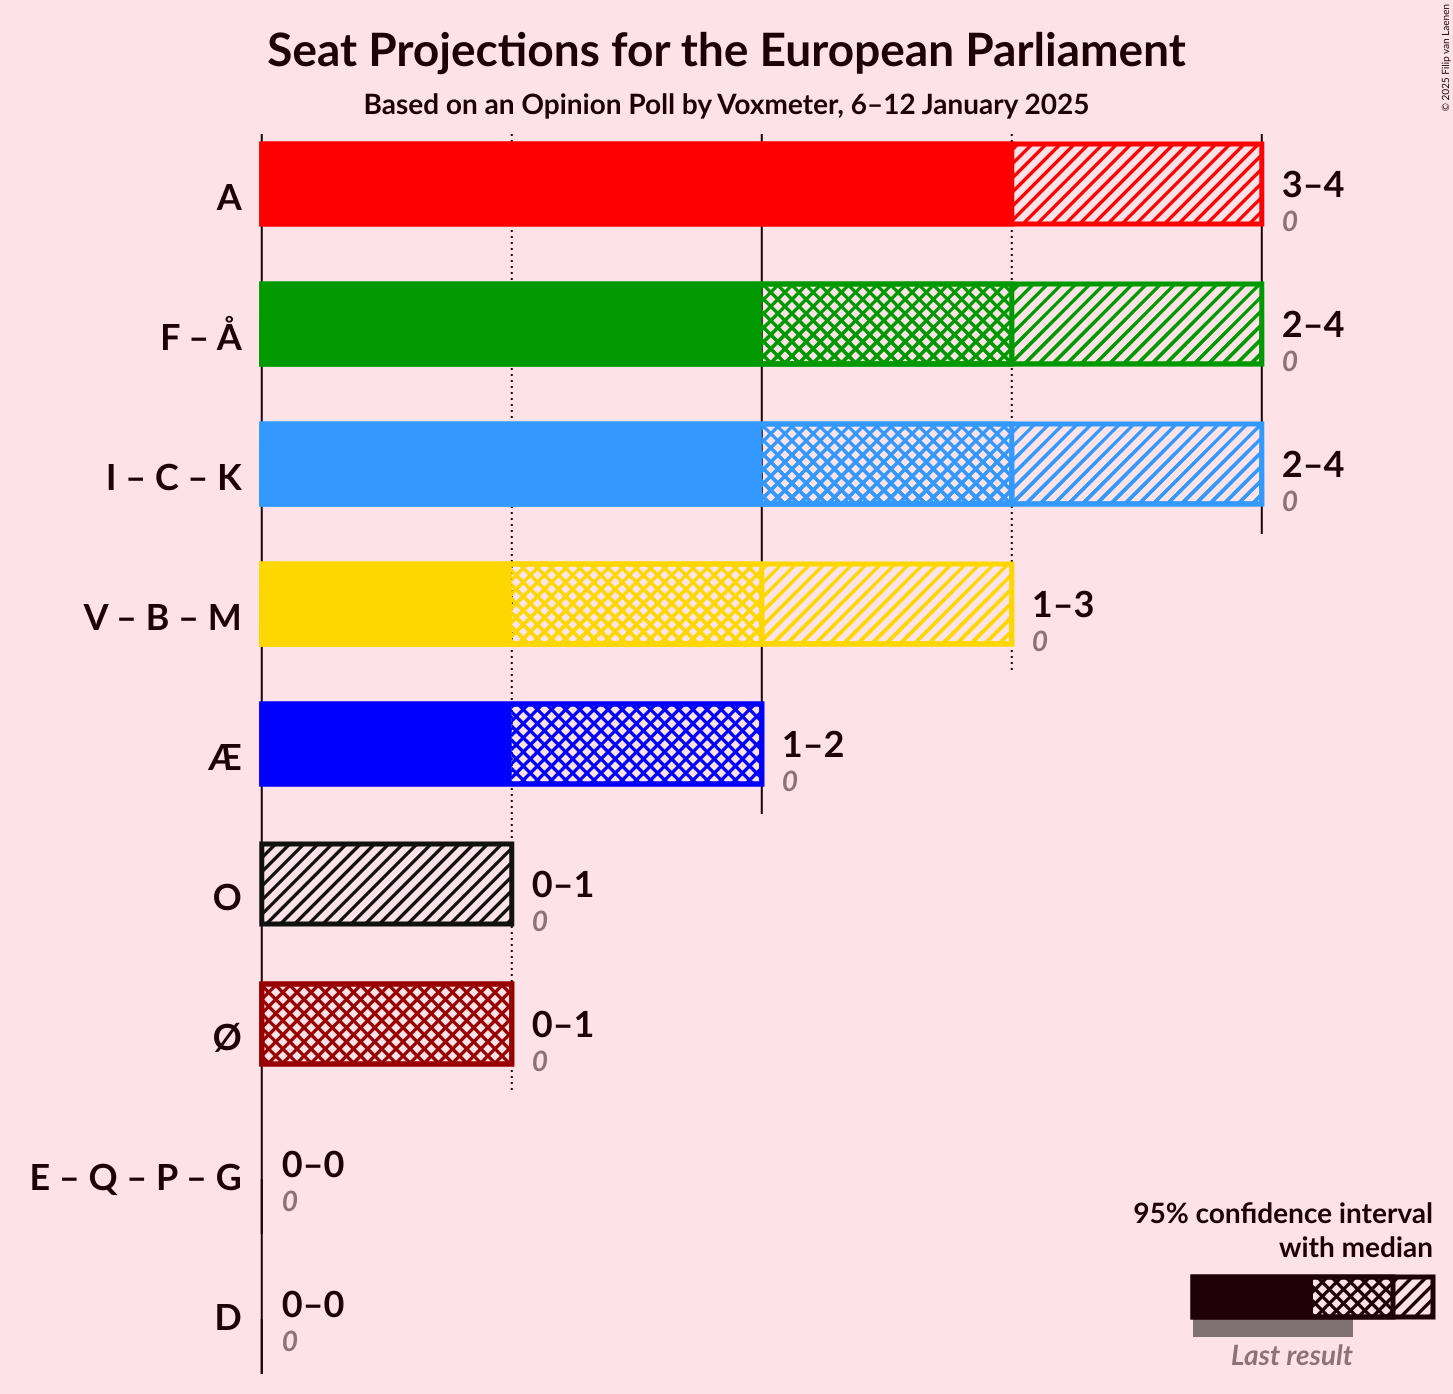 Seat Projections for the European Parliament
Based on an Opinion Poll by Voxmeter, 6–12 January 2025
© 2025 Filip van Laenen
A
3–4
0
F – Å
2–4
0
I – C – K
2–4
0
V – B – M
1–3
0
Æ
1–2
0
O
0–1
0
Ø
0–1
0
E – Q – P – G
0–0
0
D
0–0
0
95% confidence interval
with median
Last result